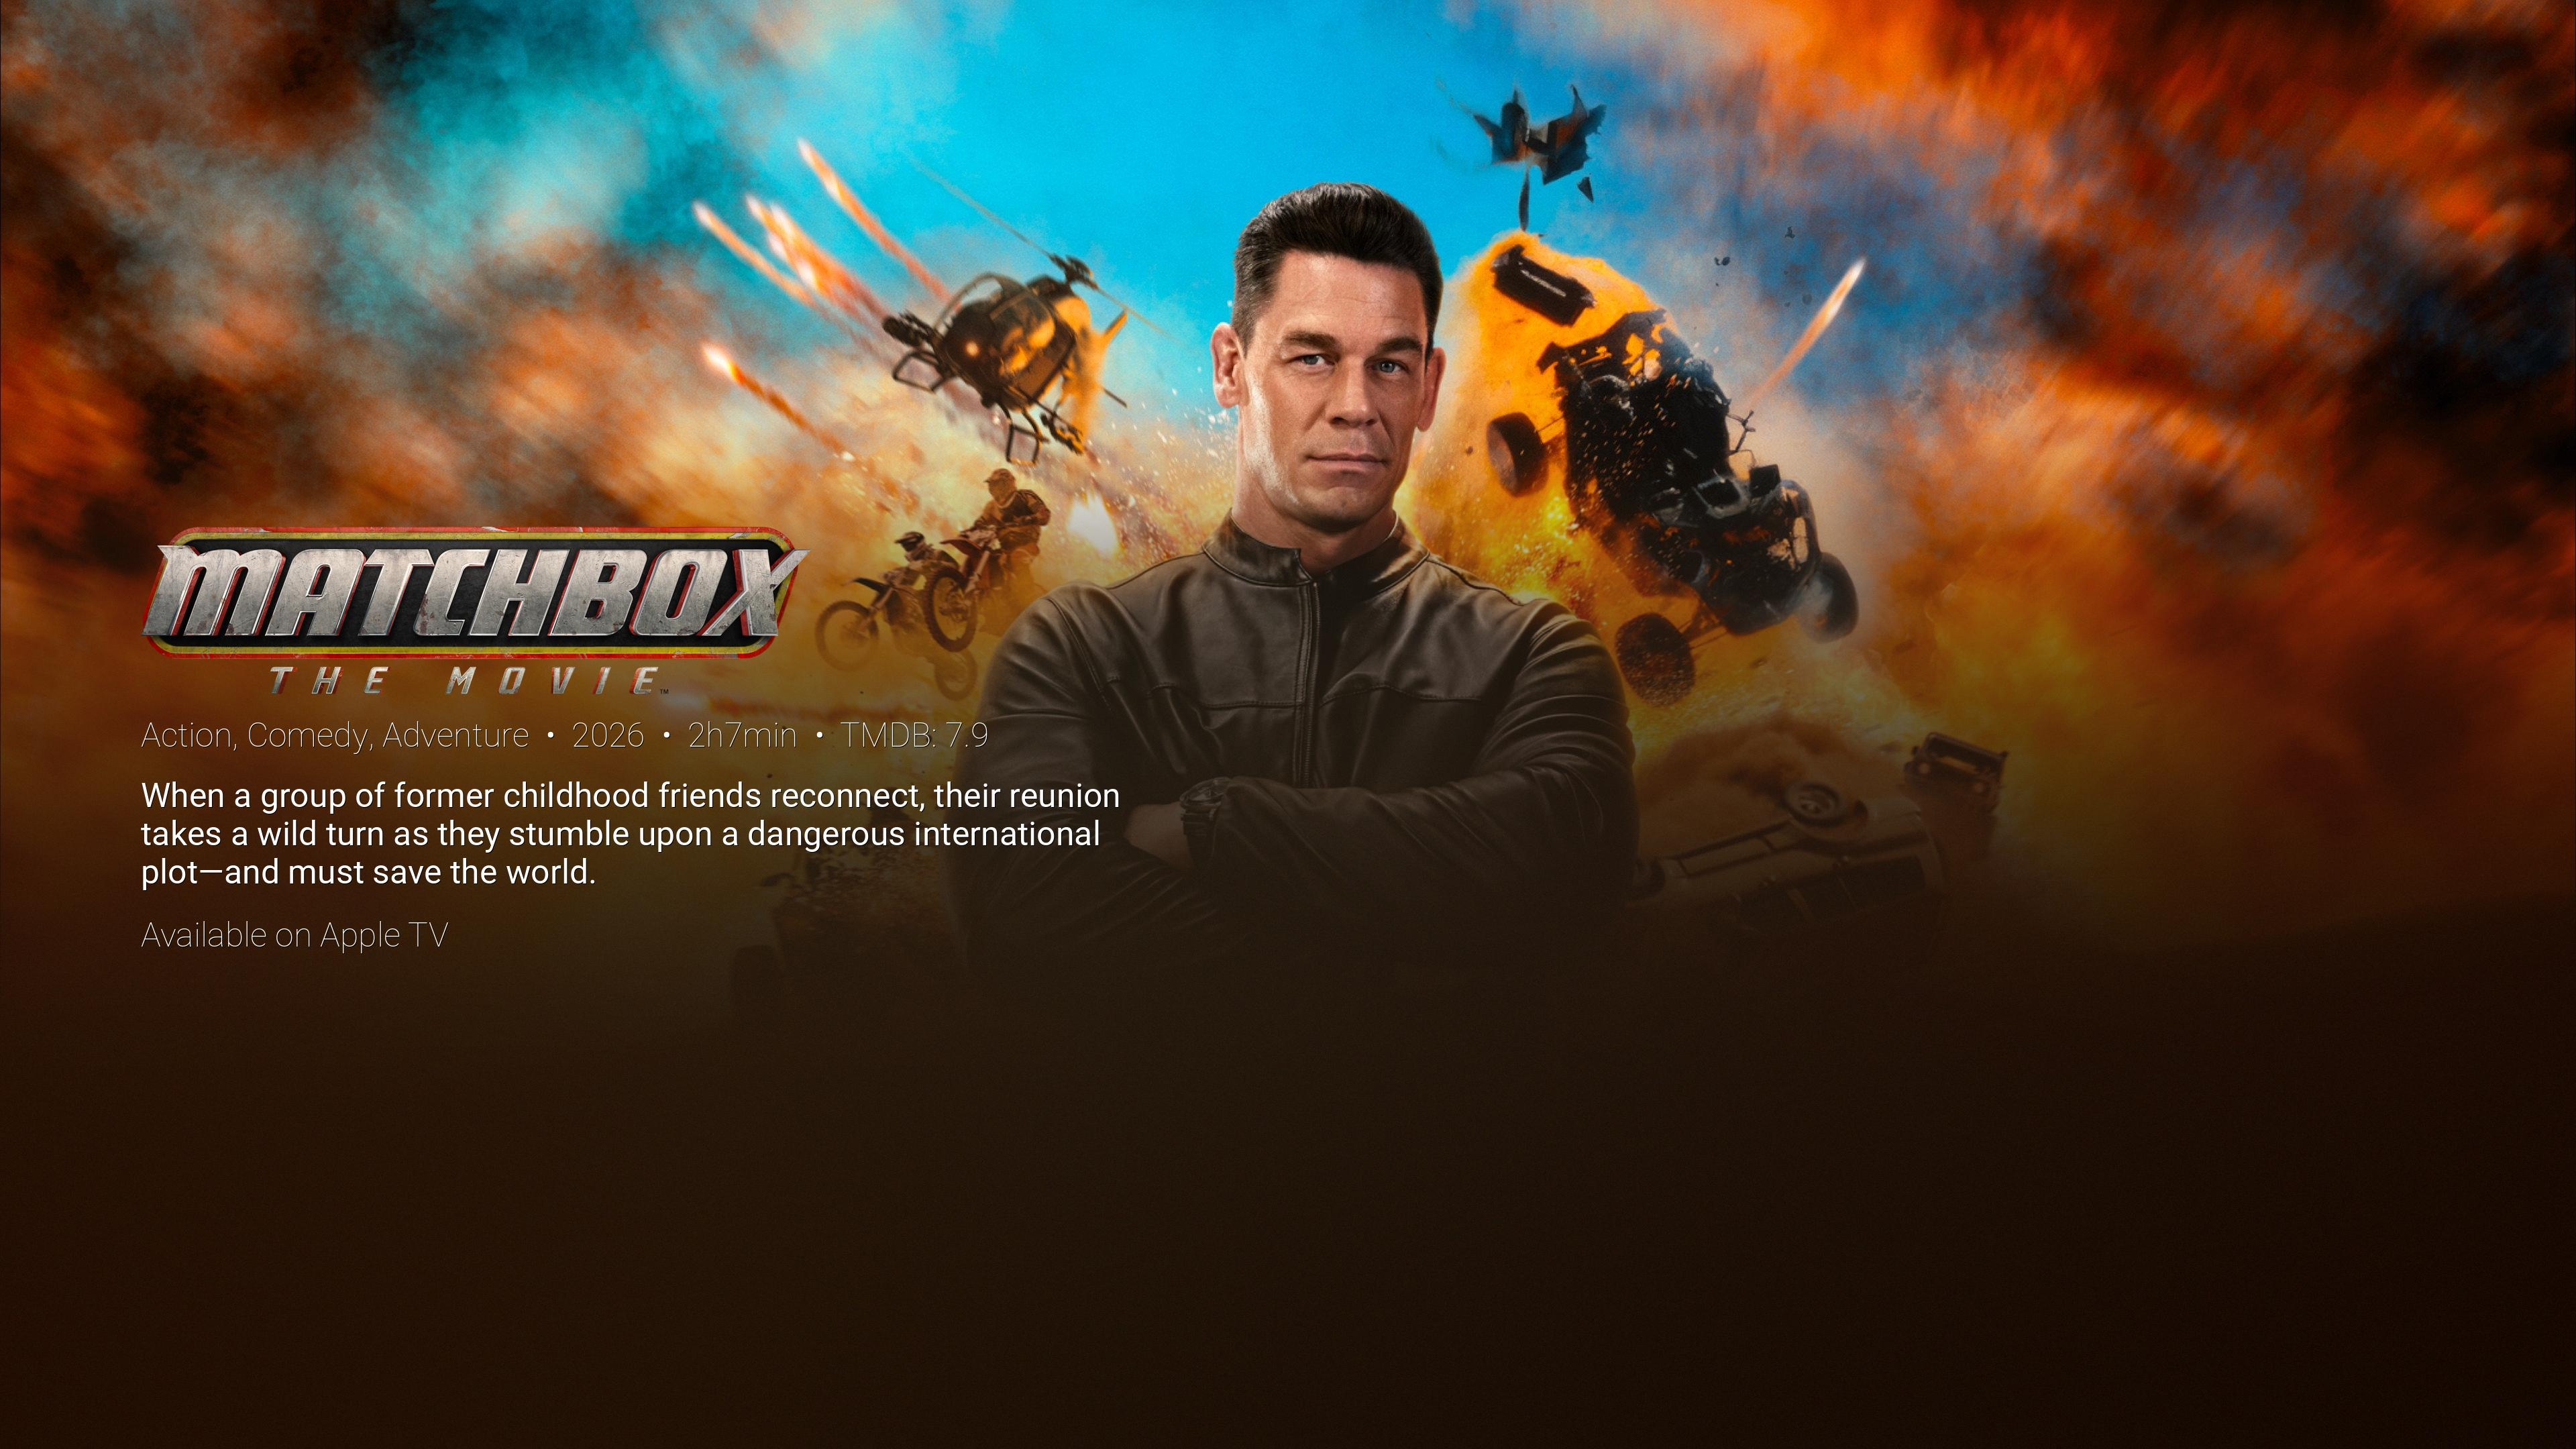 MATCHBOX
THE MOVIE™
Action, Comedy, Adventure • 2026 • 2h7min • TMDB: 7.9
When a group of former childhood friends reconnect, their reunion
takes a wild turn as they stumble upon a dangerous international
plot—and must save the world.
Available on Apple TV